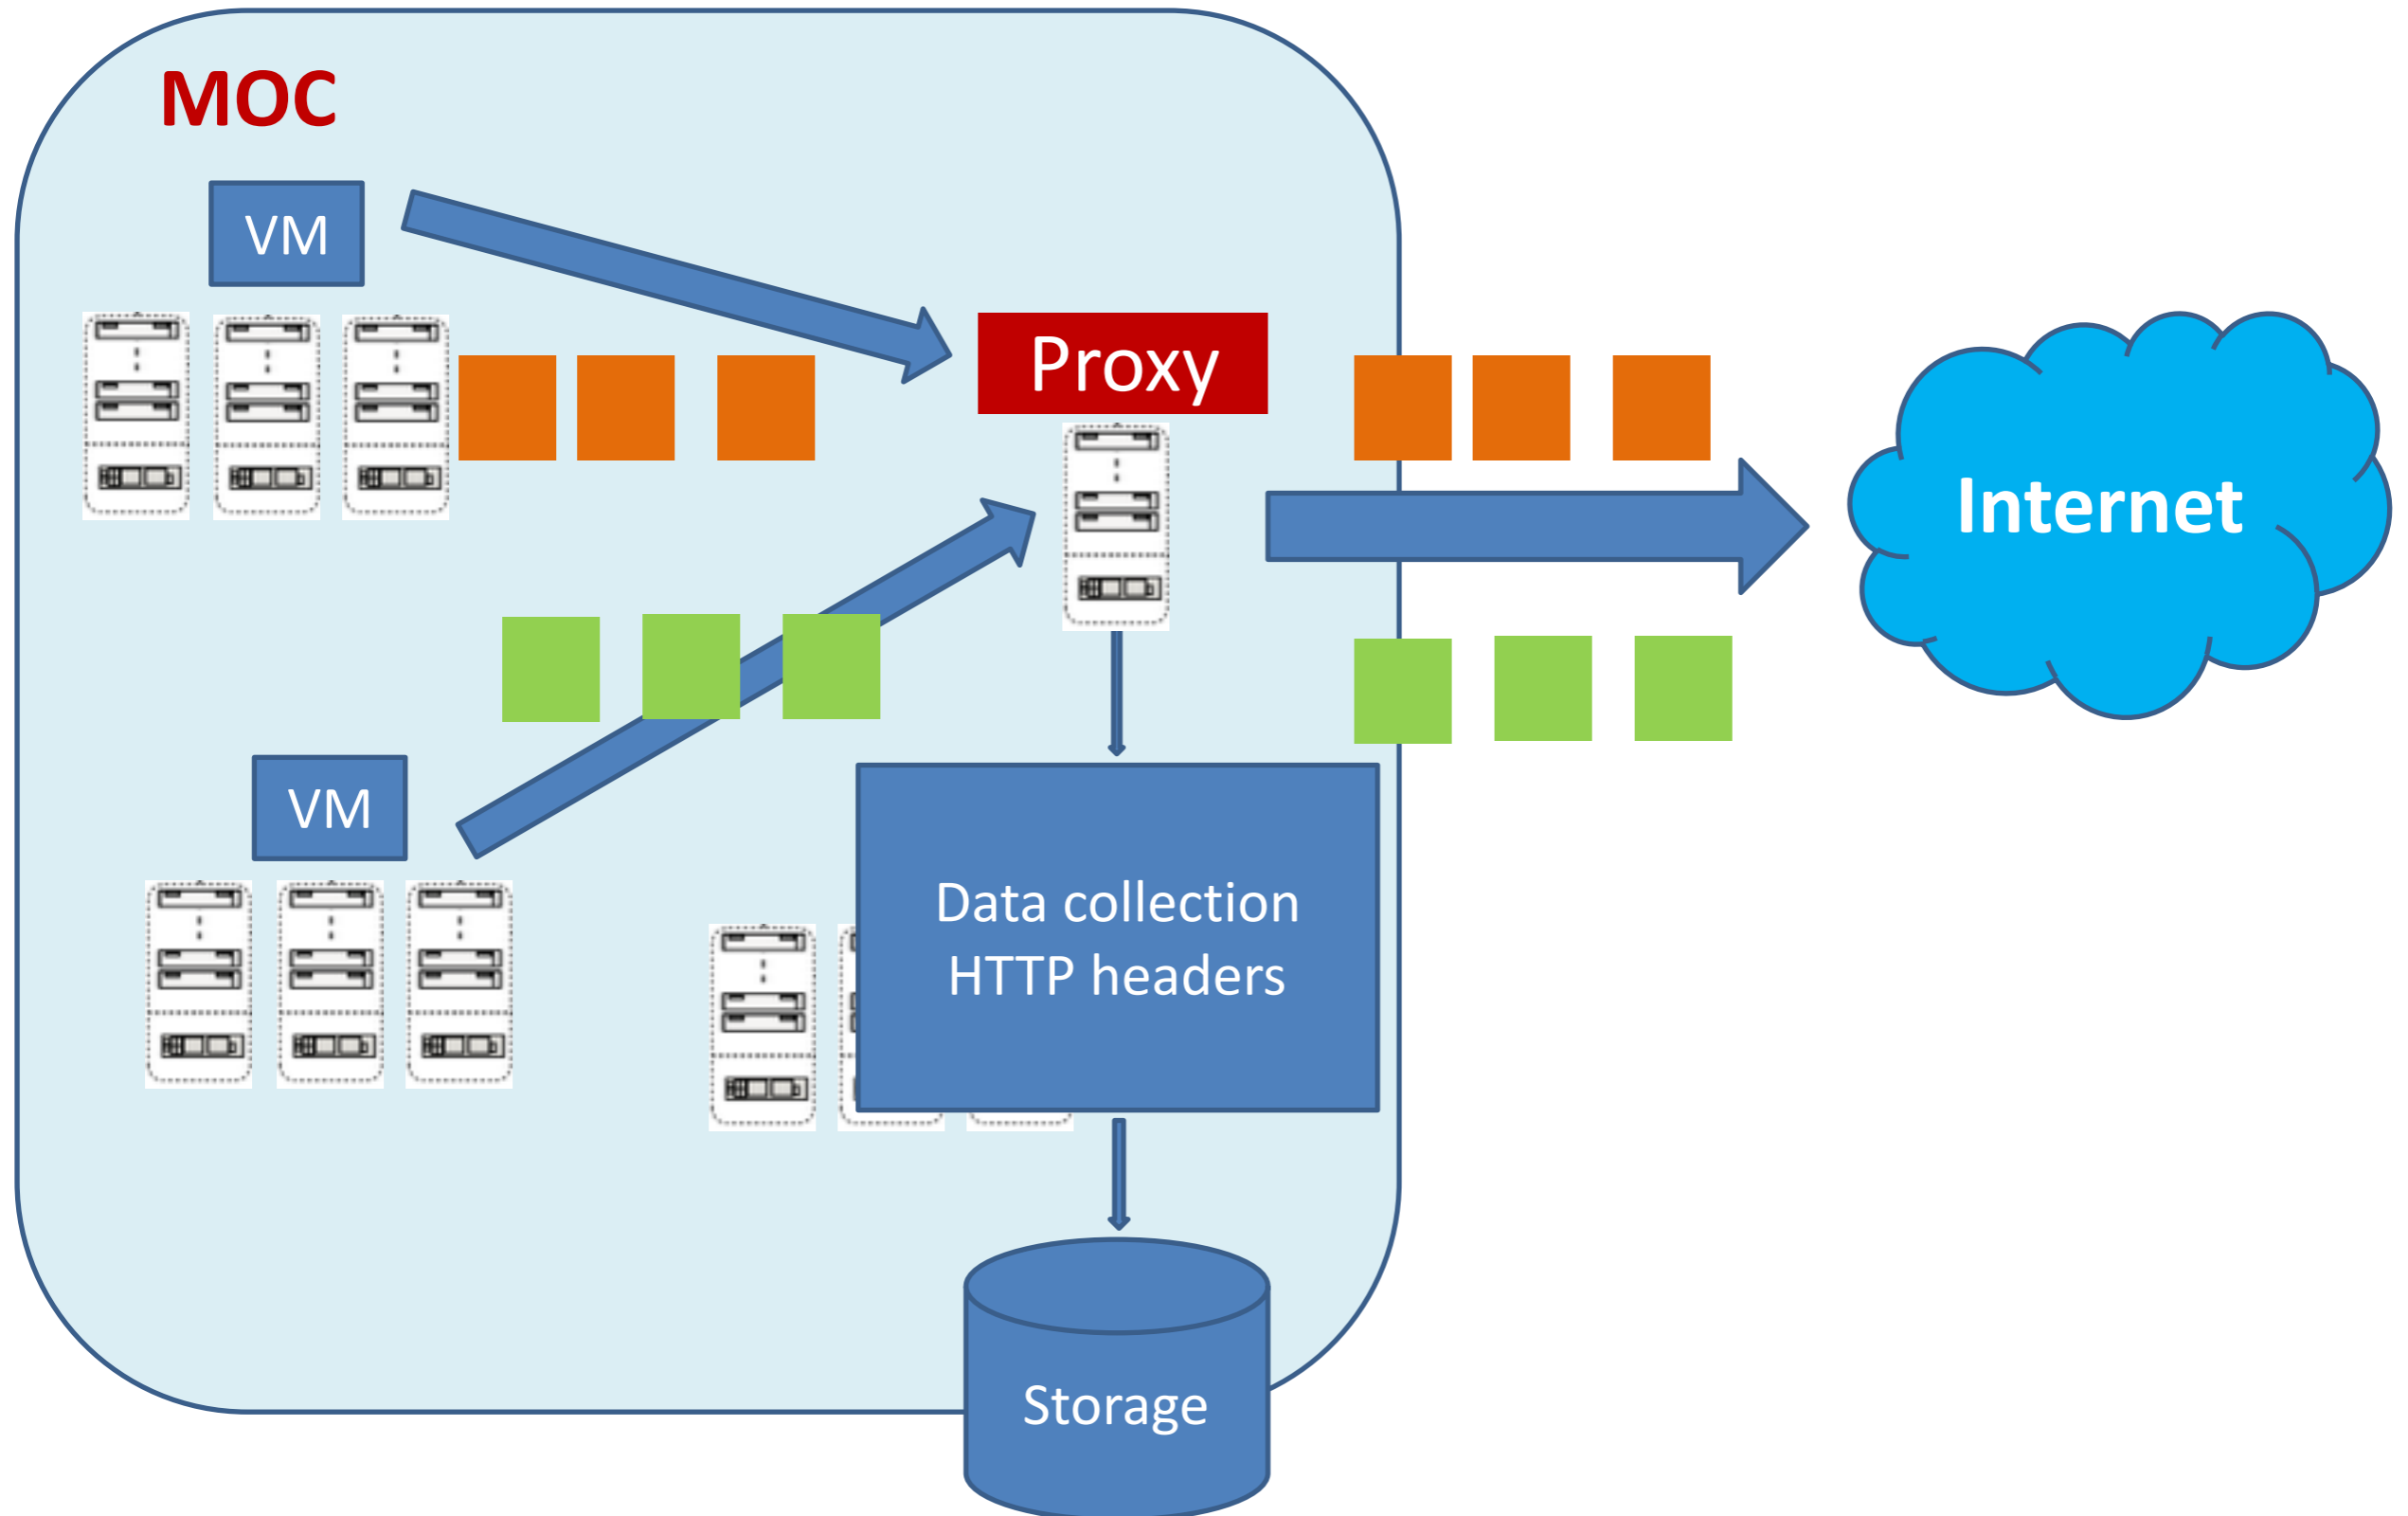 MOC
VM
Proxy
Internet
VM
Data collection
HTTP headers
Storage